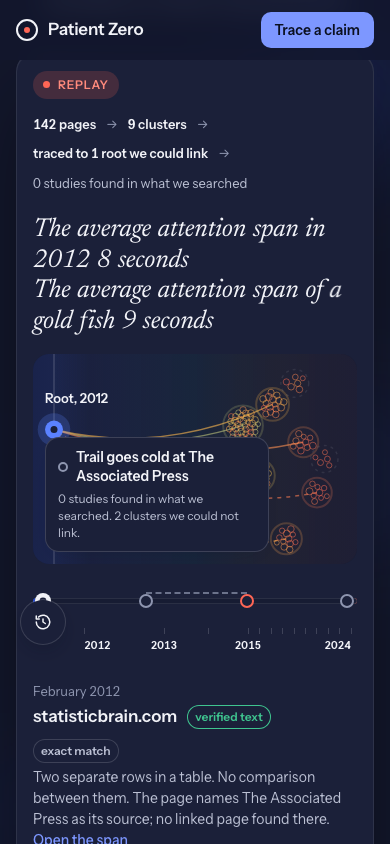 Patient Zero
Trace a claim
REPLAY
142 pages → 9 clusters →
traced to 1 root we could link →
0 studies found in what we searched
The average attention span in
2012 8 seconds
The average attention span of a
gold fish 9 seconds
Root, 2012
Trail goes cold at The
Associated Press
0 studies found in what we
searched. 2 clusters we could not
link.
2012 2013 2015 2024
February 2012
statisticbrain.com verified text
exact match
Two separate rows in a table. No comparison
between them. The page names The Associated
Press as its source; no linked page found there.
Open the span